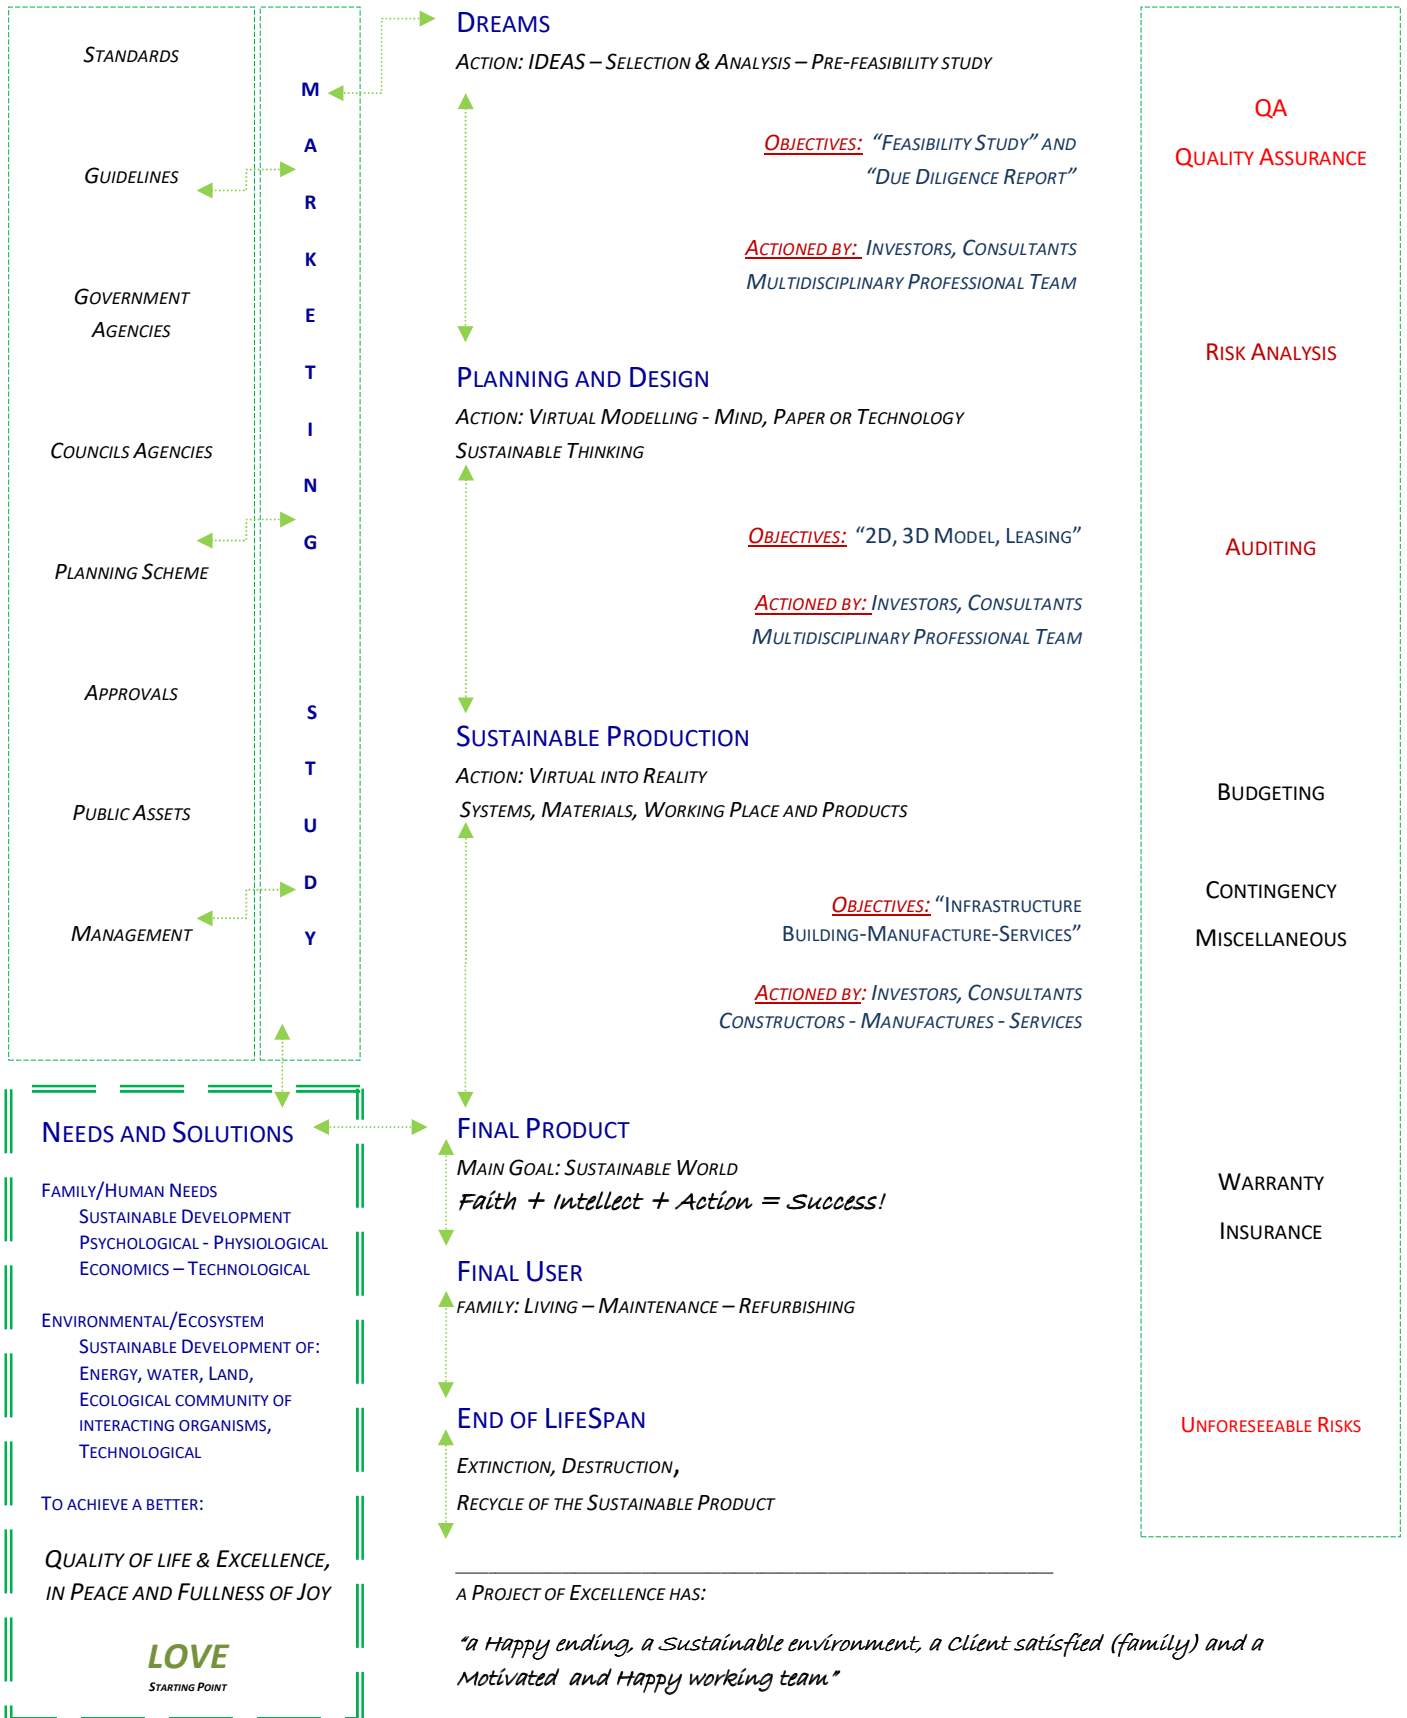 STANDARDS
GUIDELINES
GOVERNMENT
AGENCIES
COUNCILS AGENCIES
PLANNING SCHEME
APPROVALS
PUBLIC ASSETS
MANAGEMENT
M
A
R
K
E
T
I
N
G
S
T
U
D
Y
NEEDS AND SOLUTIONS
FAMILY/HUMAN NEEDS
SUSTAINABLE DEVELOPMENT
PSYCHOLOGICAL - PHYSIOLOGICAL
ECONOMICS – TECHNOLOGICAL
ENVIRONMENTAL/ECOSYSTEM
SUSTAINABLE DEVELOPMENT OF:
ENERGY, WATER, LAND,
ECOLOGICAL COMMUNITY OF
INTERACTING ORGANISMS,
TECHNOLOGICAL
TO ACHIEVE A BETTER:
QUALITY OF LIFE & EXCELLENCE,
IN PEACE AND FULLNESS OF JOY
LOVE
STARTING POINT
DREAMS
ACTION: IDEAS – SELECTION & ANALYSIS – PRE-FEASIBILITY STUDY
OBJECTIVES: “FEASIBILITY STUDY” AND
“DUE DILIGENCE REPORT”
ACTIONED BY: INVESTORS, CONSULTANTS
MULTIDISCIPLINARY PROFESSIONAL TEAM
PLANNING AND DESIGN
ACTION: VIRTUAL MODELLING - MIND, PAPER OR TECHNOLOGY
SUSTAINABLE THINKING
OBJECTIVES: “2D, 3D MODEL, LEASING”
ACTIONED BY: INVESTORS, CONSULTANTS
MULTIDISCIPLINARY PROFESSIONAL TEAM
SUSTAINABLE PRODUCTION
ACTION: VIRTUAL INTO REALITY
SYSTEMS, MATERIALS, WORKING PLACE AND PRODUCTS
OBJECTIVES: “INFRASTRUCTURE
BUILDING-MANUFACTURE-SERVICES”
ACTIONED BY: INVESTORS, CONSULTANTS
CONSTRUCTORS - MANUFACTURES - SERVICES
FINAL PRODUCT
MAIN GOAL: SUSTAINABLE WORLD
Faith + Intellect + Action = Success!
FINAL USER
FAMILY: LIVING – MAINTENANCE – REFURBISHING
END OF LIFESPAN
EXTINCTION, DESTRUCTION,
RECYCLE OF THE SUSTAINABLE PRODUCT
A PROJECT OF EXCELLENCE HAS:
“a Happy ending, a Sustainable environment, a Client satisfied (family) and a
Motivated and Happy working team”
QA
QUALITY ASSURANCE
RISK ANALYSIS
AUDITING
BUDGETING
CONTINGENCY
MISCELLANEOUS
WARRANTY
INSURANCE
UNFORESEEABLE RISKS